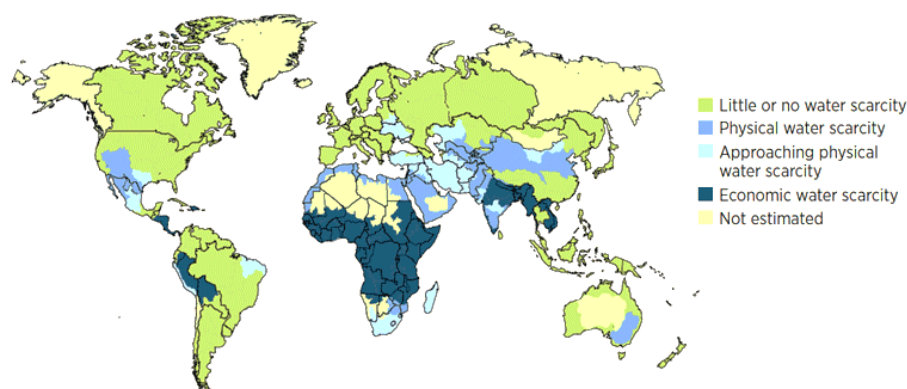 Little or no water scarcity
Physical water scarcity
Approaching physical
water scarcity
Economic water scarcity
Not estimated